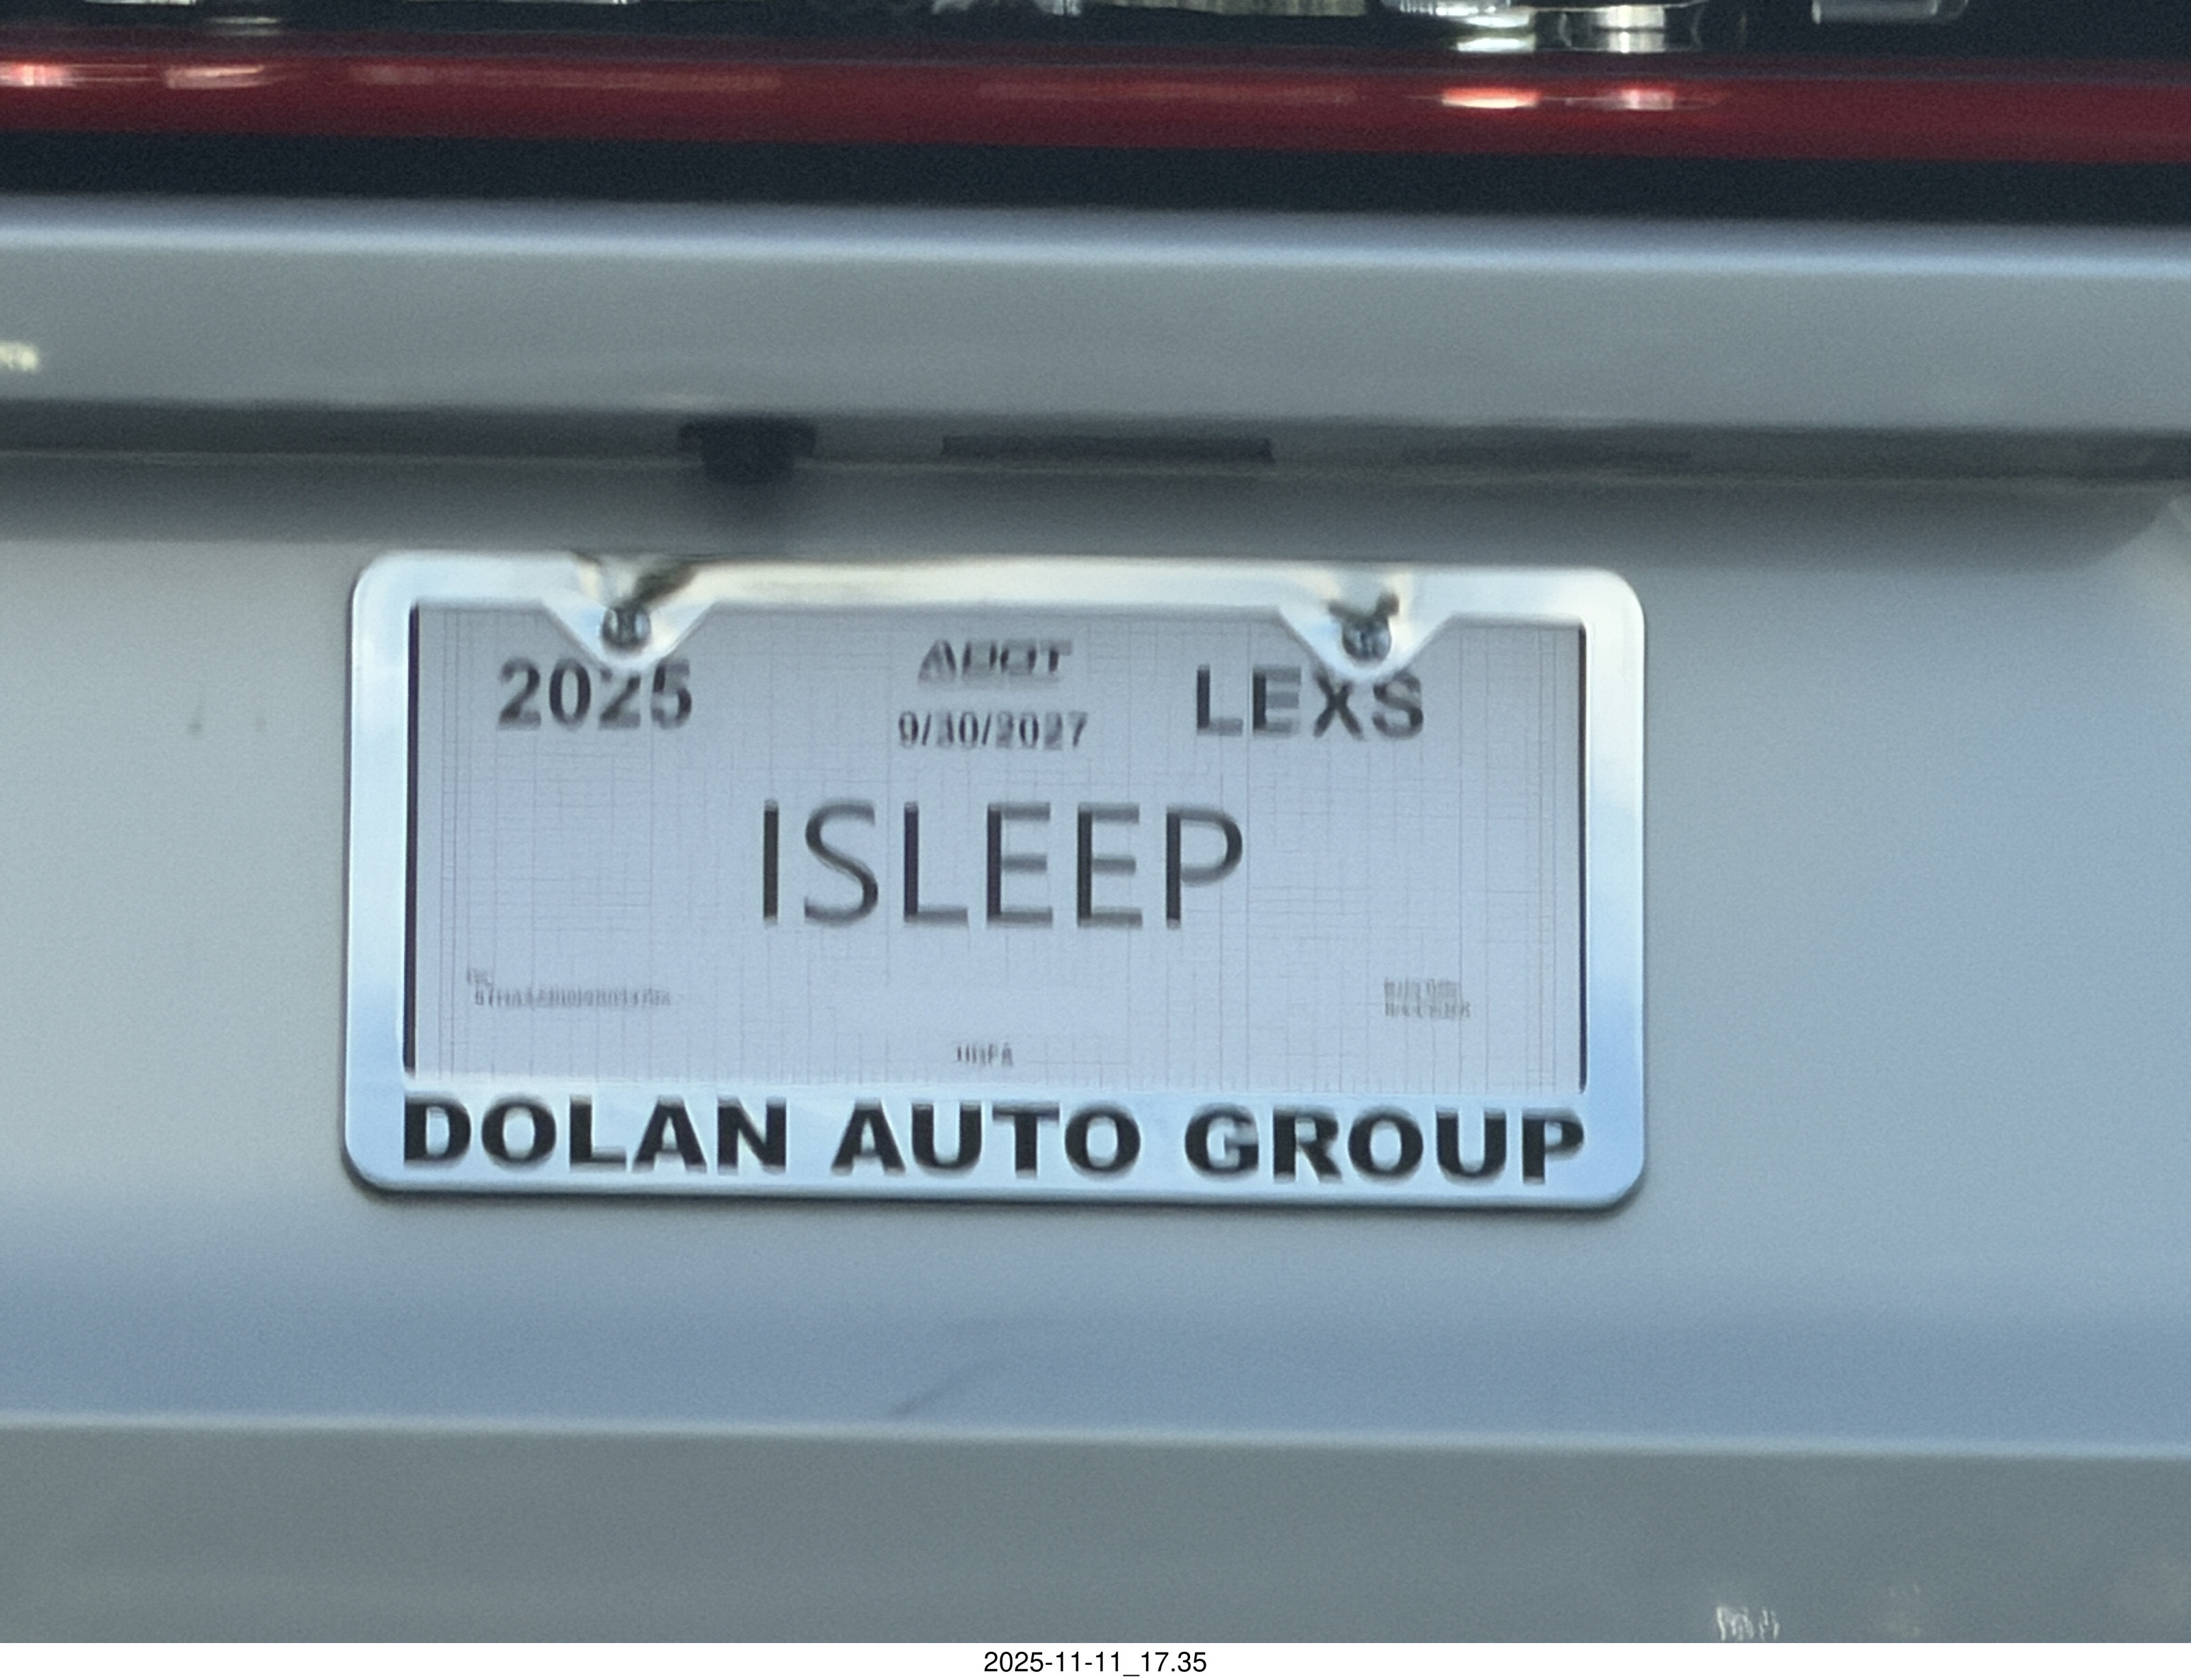 2025 ADOT LEXS
9/30/2027
ISLEEP
DOLAN AUTO GROUP
2025-11-11_17.35